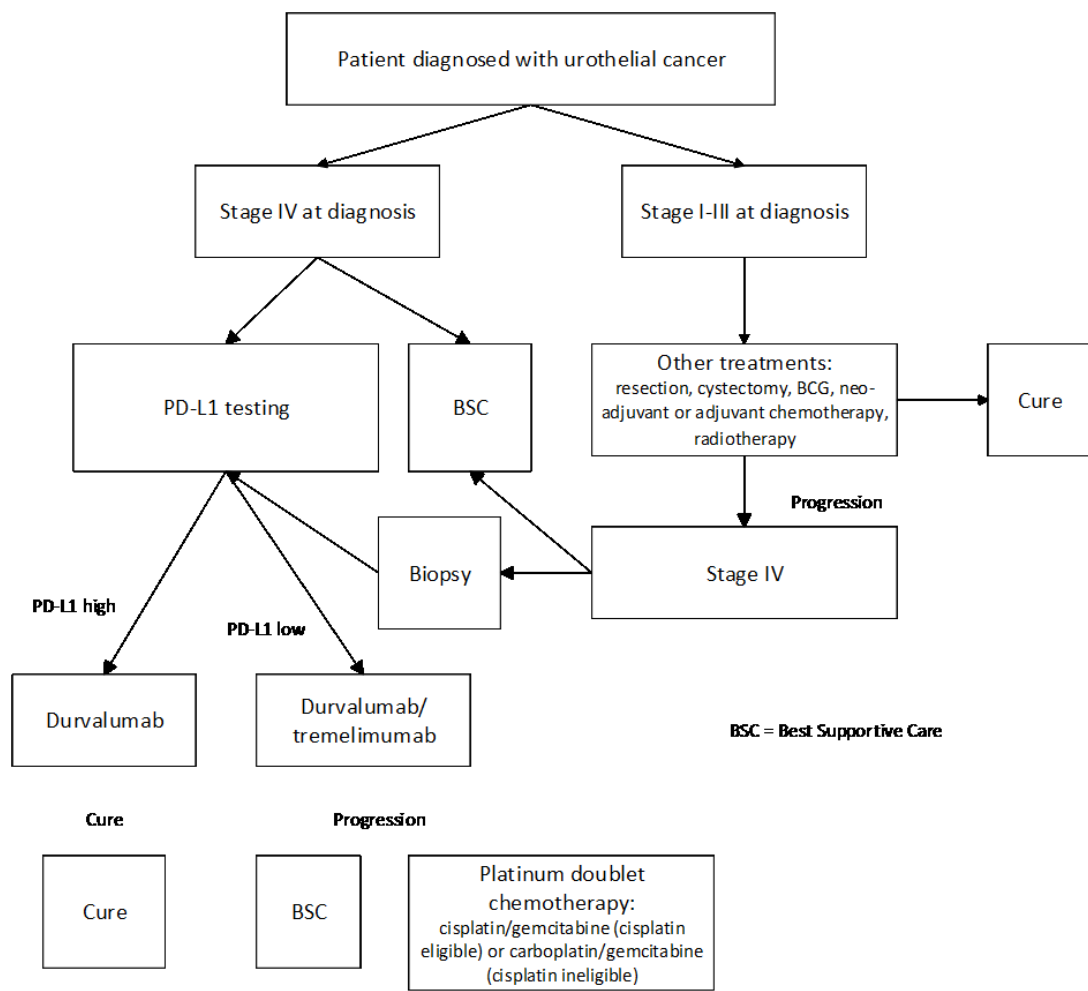 Patient diagnosed with urothelial cancer
Stage IV at diagnosis
Stage I-III at diagnosis
PD-L1 testing
BSC
Other treatments:
resection, cystectomy, BCG, neo-
adjuvant or adjuvant chemotherapy,
radiotherapy
Cure
Progression
Biopsy
Stage IV
PD-L1 high
PD-L1 low
Durvalumab
Durvalumab/
tremelimumab
BSC = Best Supportive Care
Cure
Progression
Cure
BSC
Platinum doublet
chemotherapy:
cisplatin/gemcitabine (cisplatin
eligible) or carboplatin/gemcitabine
(cisplatin ineligible)